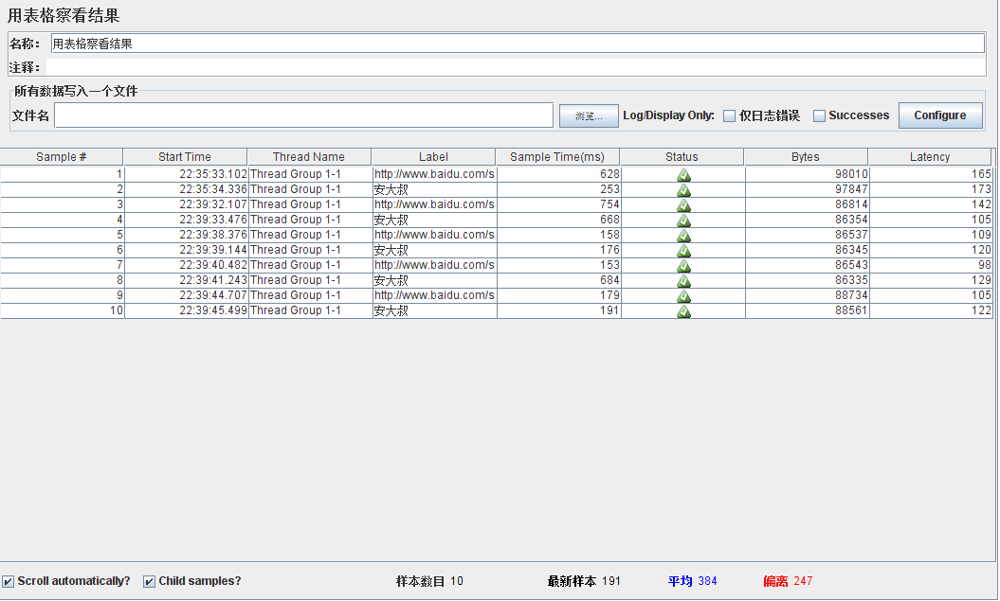 用表格察看结果
名称： 用表格察看结果
注释：
所有数据写入一个文件
文件名 浏览... Log/Display Only: 仅日志错误 Successes Configure
Sample # Start Time Thread Name Label Sample Time(ms) Status Bytes Latency
1 22:35:33.102 Thread Group 1-1 http://www.baidu.com/s 628 98010 165
2 22:35:34.336 Thread Group 1-1 安大叔 253 97847 173
3 22:39:32.107 Thread Group 1-1 http://www.baidu.com/s 754 86814 142
4 22:39:33.476 Thread Group 1-1 安大叔 668 86354 105
5 22:39:38.376 Thread Group 1-1 http://www.baidu.com/s 158 86537 109
6 22:39:39.144 Thread Group 1-1 安大叔 176 86345 120
7 22:39:40.482 Thread Group 1-1 http://www.baidu.com/s 153 86543 98
8 22:39:41.243 Thread Group 1-1 安大叔 684 86335 129
9 22:39:44.707 Thread Group 1-1 http://www.baidu.com/s 179 88734 105
10 22:39:45.499 Thread Group 1-1 安大叔 191 88561 122
Scroll automatically? Child samples? 样本数目 10 最新样本 191 平均 384 偏离 247